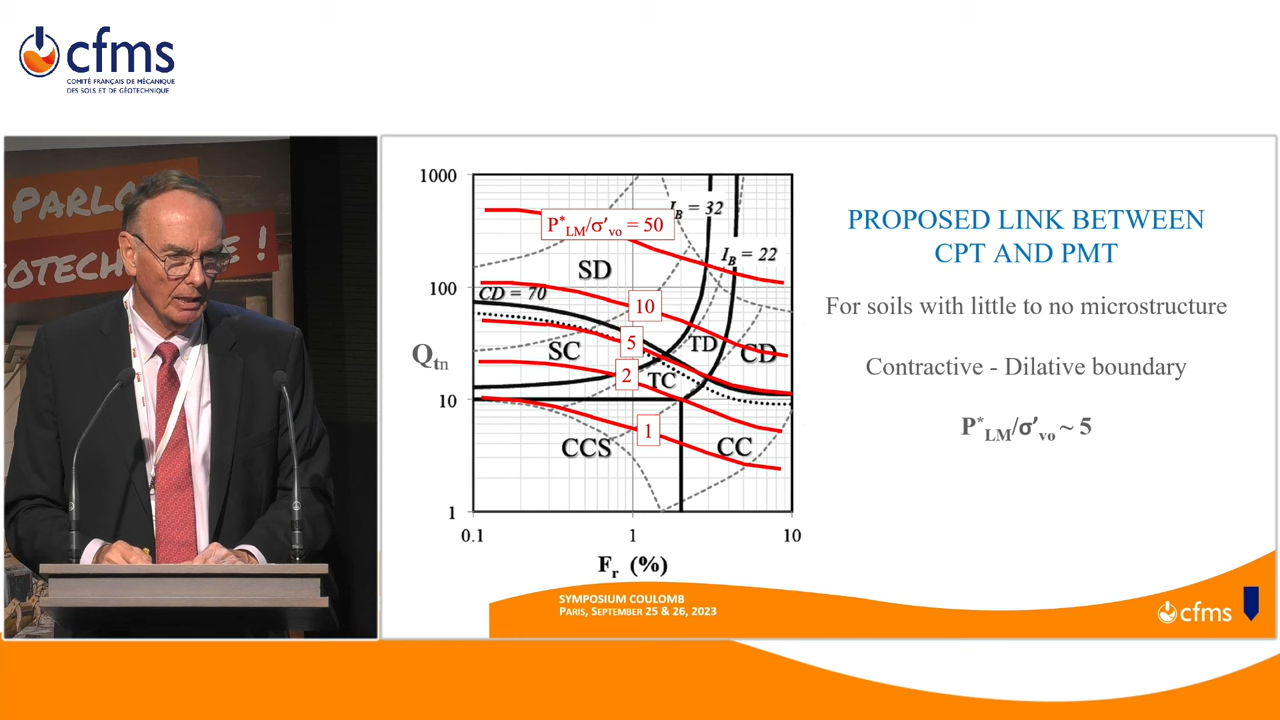 cfms
COMITÉ FRANÇAIS DE MÉCANIQUE
DES SOLS ET DE GÉOTECHNIQUE
PARLO
OTECH
E !
1000
100
10
1
0.1
1
10
Qtn
Fr (%)
P*LM/σ′vo = 50
IB = 32
IB = 22
SD
CD = 70
10
5
SC
TD
CD
2
TC
1
CCS
CC
PROPOSED LINK BETWEEN
CPT AND PMT
For soils with little to no microstructure
Contractive - Dilative boundary
P*LM/σ′vo ~ 5
SYMPOSIUM COULOMB
PARIS, SEPTEMBER 25 & 26, 2023
cfms